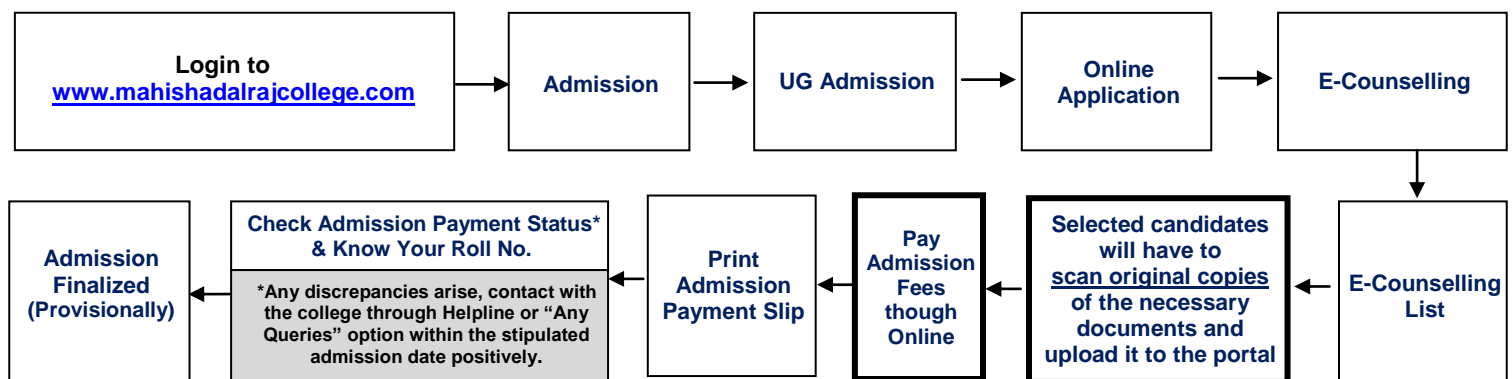 Login to
www.mahishadalrajcollege.com
Admission
UG Admission
Online
Application
E-Counselling
E-Counselling
List
Selected candidates
will have to
scan original copies
of the necessary
documents and
upload it to the portal
Pay
Admission
Fees
though
Online
Print
Admission
Payment Slip
Check Admission Payment Status*
& Know Your Roll No.
*Any discrepancies arise, contact with
the college through Helpline or “Any
Queries” option within the stipulated
admission date positively.
Admission
Finalized
(Provisionally)